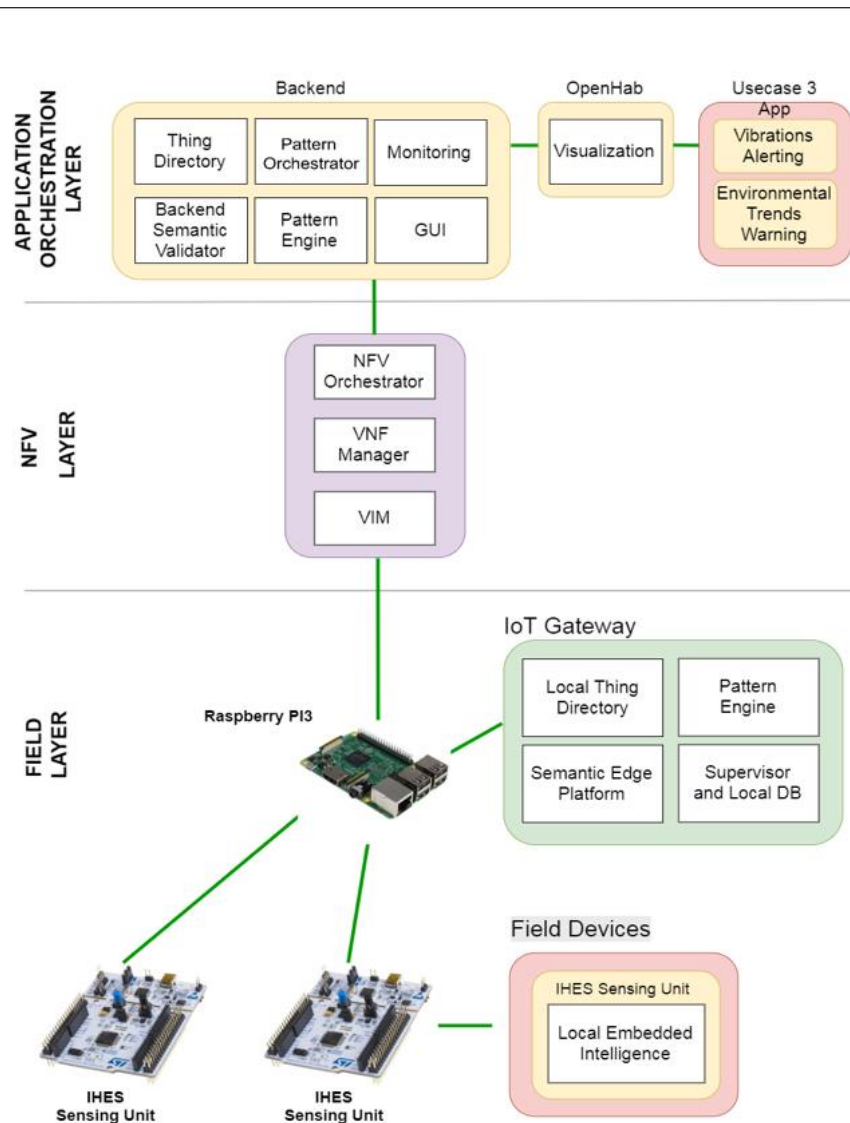 APPLICATION
ORCHESTRATION
LAYER
Backend
Thing
Directory
Pattern
Orchestrator
Monitoring
Backend
Semantic
Validator
Pattern
Engine
GUI
OpenHab
Visualization
Usecase 3
App
Vibrations
Alerting
Environmental
Trends
Warning
NFV
LAYER
NFV
Orchestrator
VNF
Manager
VIM
FIELD
LAYER
Raspberry PI3
IoT Gateway
Local Thing
Directory
Pattern
Engine
Semantic Edge
Platform
Supervisor
and Local DB
IHES
Sensing Unit
IHES
Sensing Unit
Field Devices
IHES Sensing Unit
Local Embedded
Intelligence